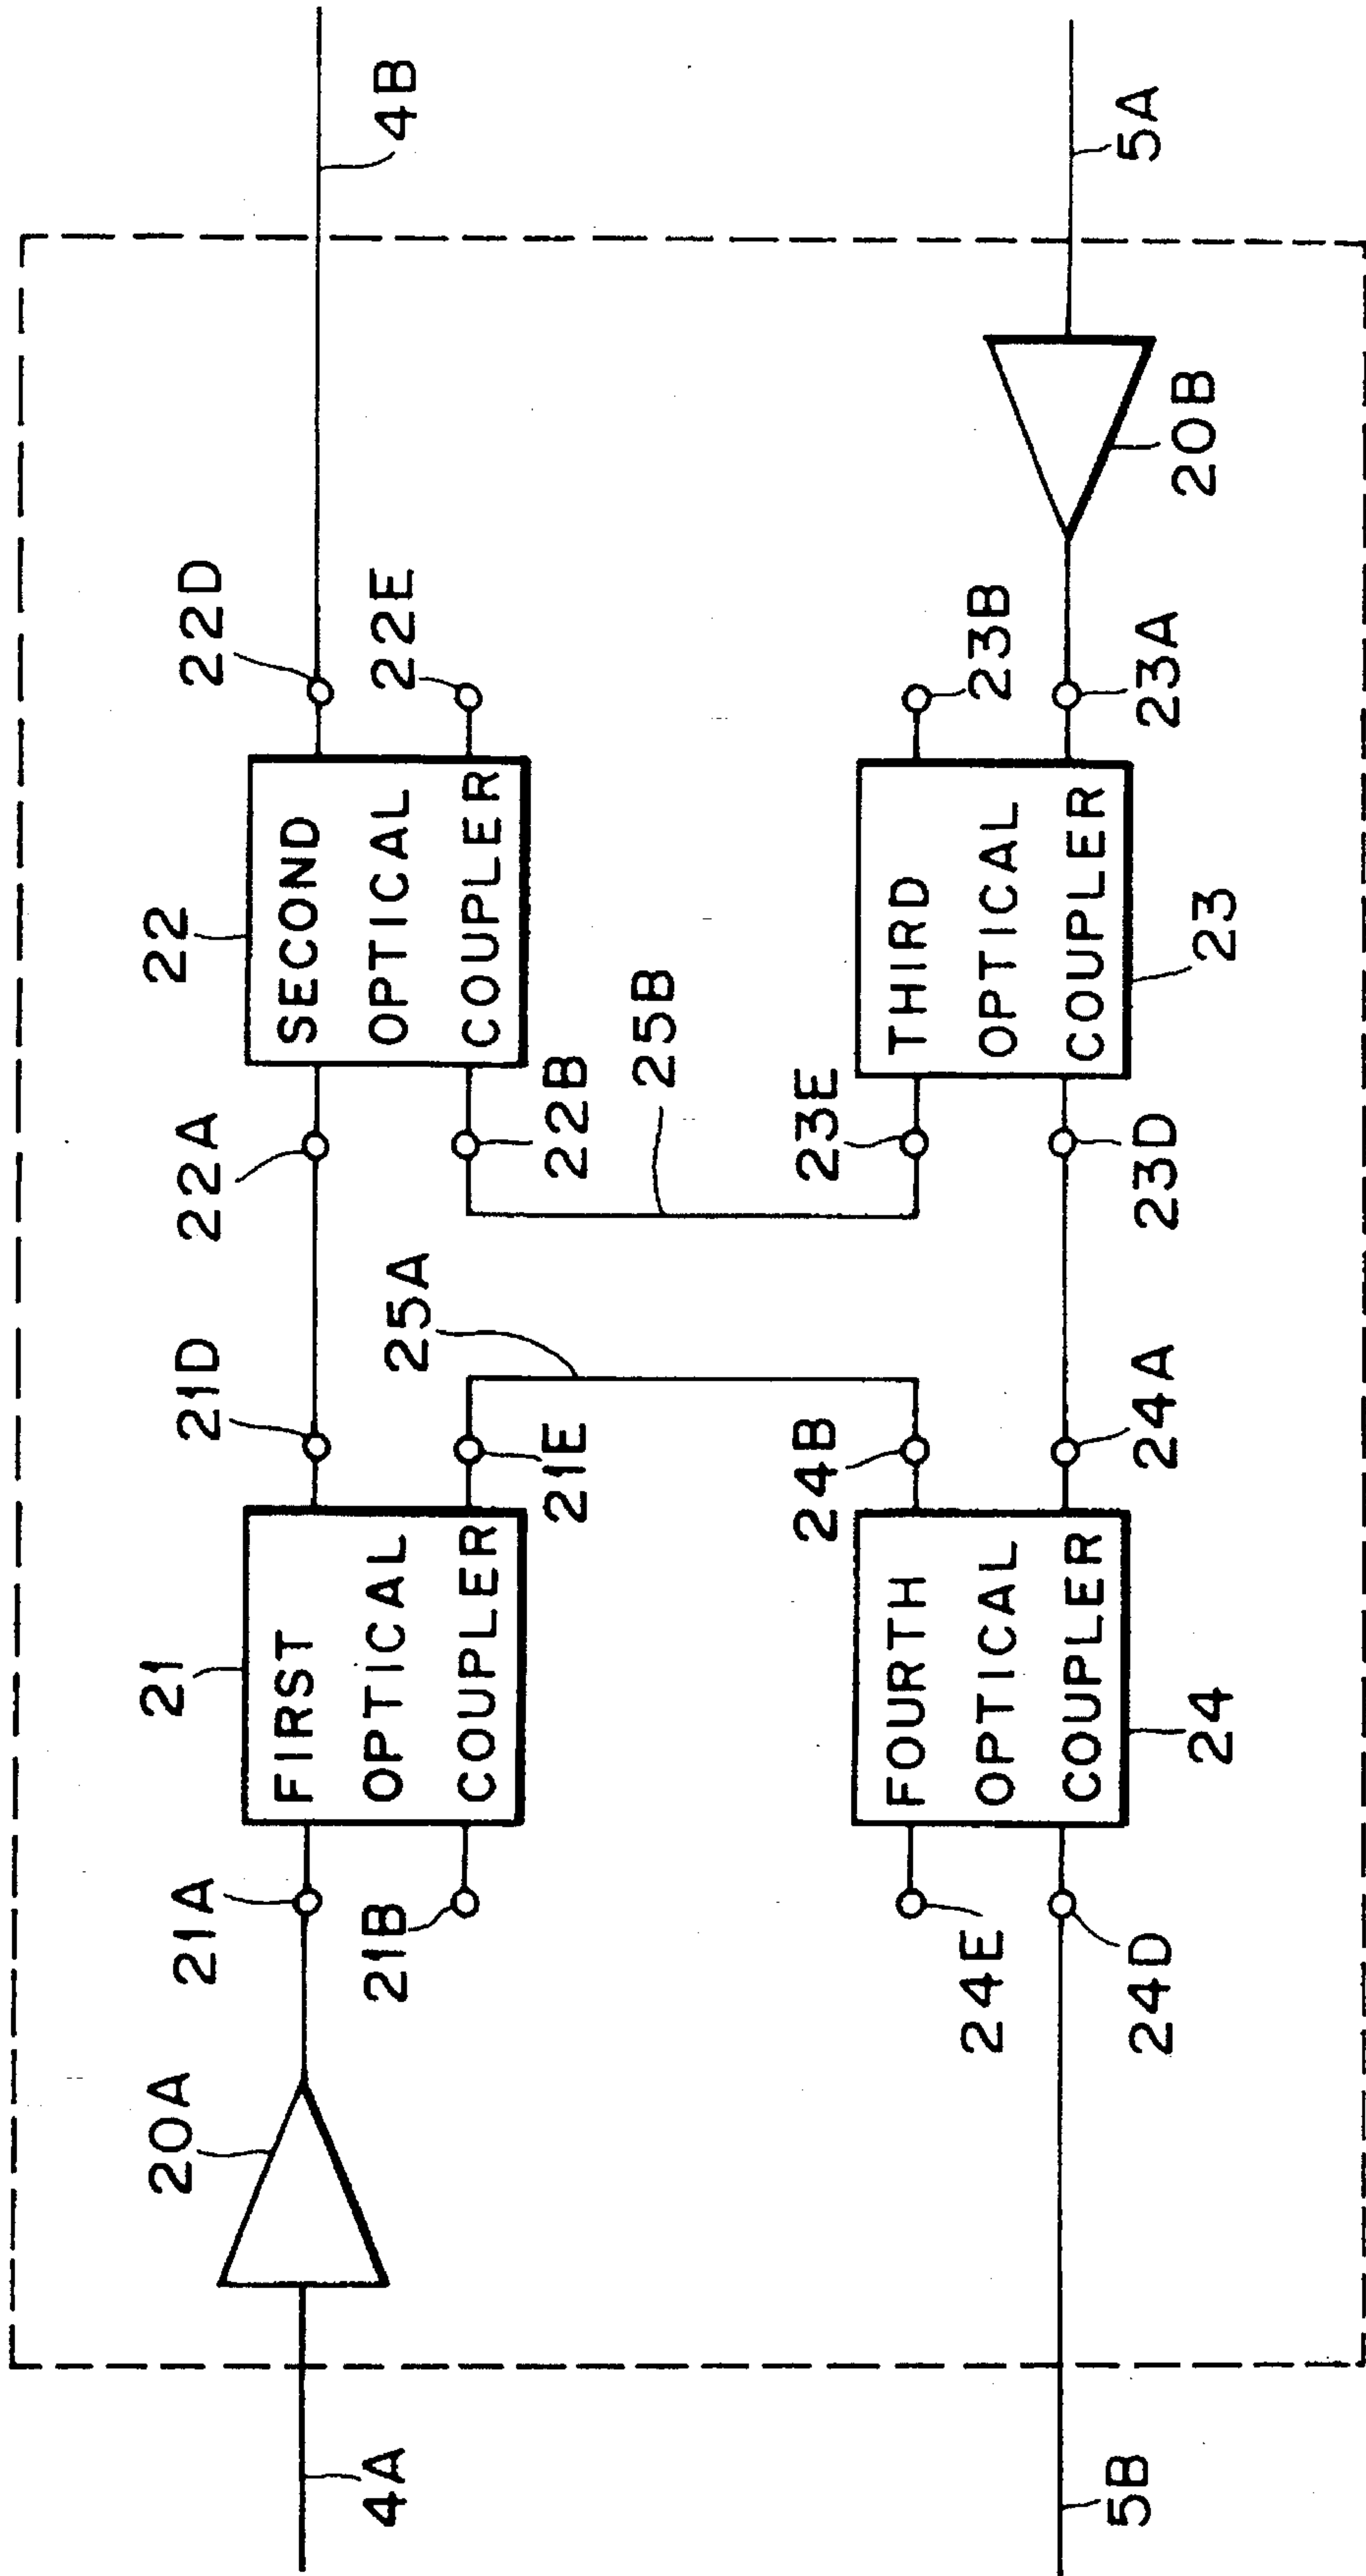 4A
20A
21A
21B
21
FIRST
OPTICAL
COUPLER
21D
21E
25A
22A
22B
22
SECOND
OPTICAL
COUPLER
22D
22E
4B
25B
5B
24E
24D
FOURTH
OPTICAL
COUPLER
24
24B
24A
23E
23D
THIRD
OPTICAL
COUPLER
23
23B
23A
20B
5A